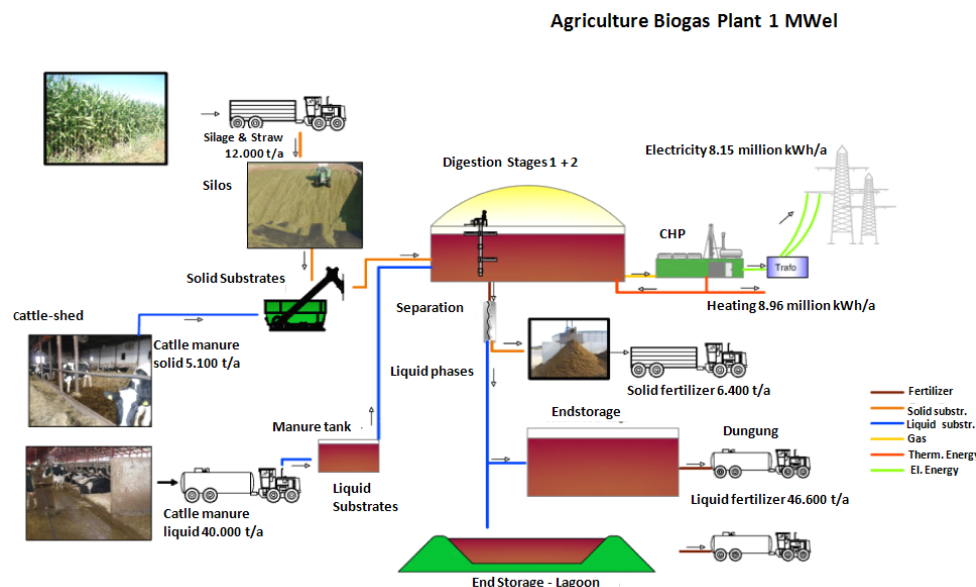 Agriculture Biogas Plant 1 MWel
Silage & Straw
12.000 t/a
Silos
Digestion Stages 1 + 2
Electricity 8.15 million kWh/a
CHP
Trafo
Solid Substrates
Heating 8.96 million kWh/a
Separation
cattle-shed
Catlle manure
solid 5.100 t/a
Liquid phases
Solid fertilizer 6.400 t/a
Manure tank
Endstorage
Dungung
Liquid
Substrates
Catlle manure
liquid 40.000 t/a
Liquid fertilizer 46.600 t/a
End Storage - Lagoon
Fertilizer
Solid substr.
Liquid substr.
Gas
Therm. Energy
El. Energy